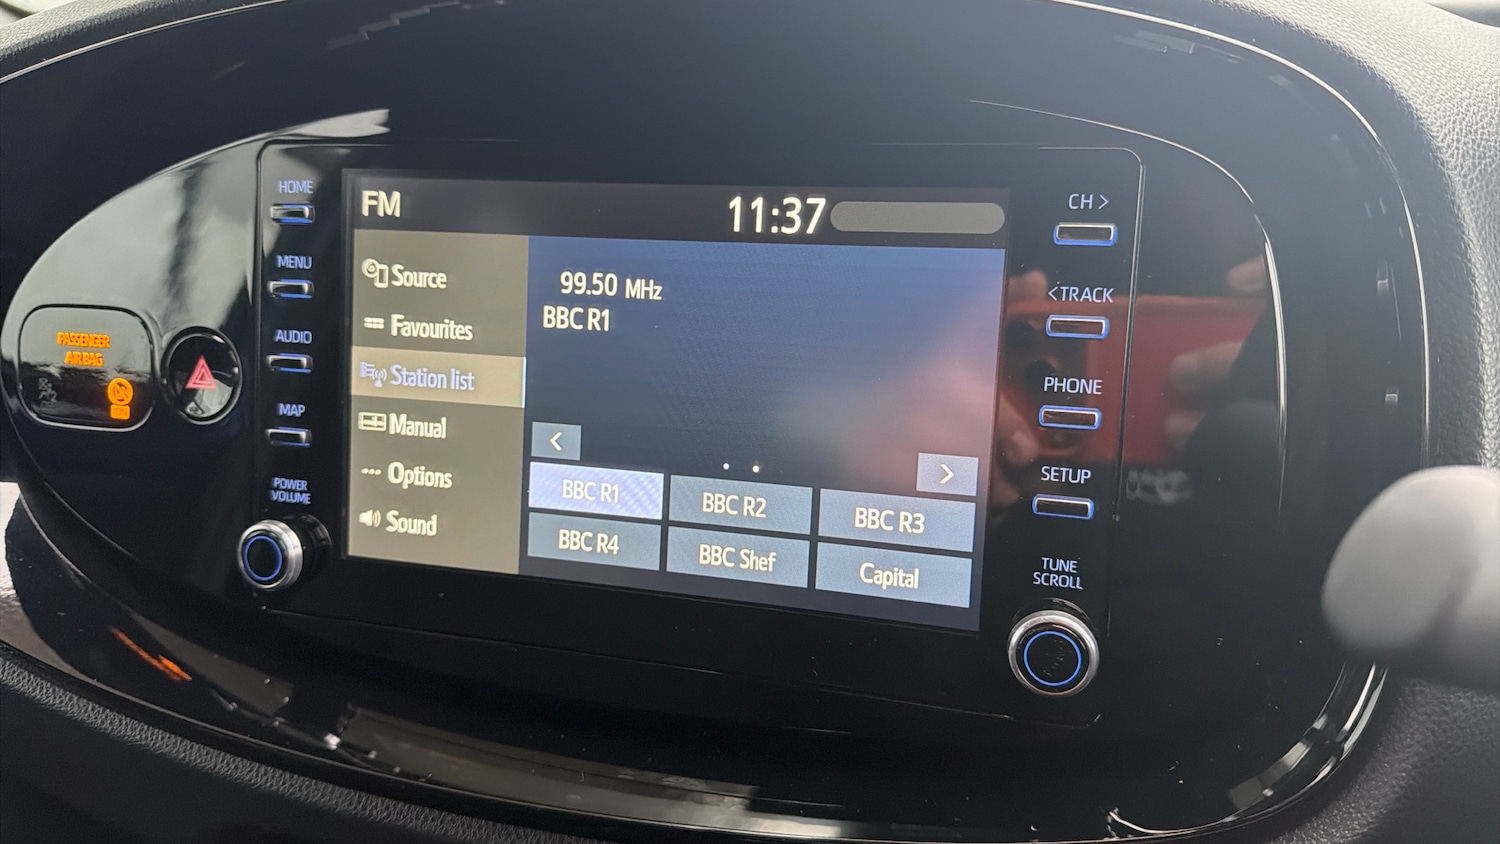 HOME
MENU
AUDIO
MAP
POWER
VOLUME
PASSENGER
AIRBAG
FM
11:37
Source
Favourites
Station list
Manual
Options
Sound
99.50 MHz
BBC R1
<
>
BBC R1
BBC R2
BBC R3
BBC R4
BBC Shef
Capital
CH >
< TRACK
PHONE
SETUP
TUNE
SCROLL